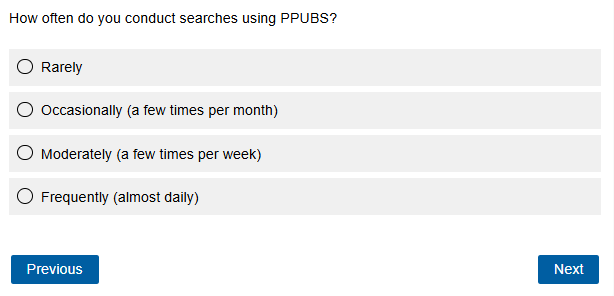 How often do you conduct searches using PPUBS?
Rarely
Occasionally (a few times per month)
Moderately (a few times per week)
Frequently (almost daily)
Previous
Next